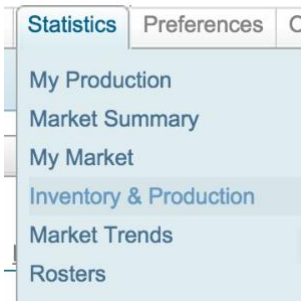 Statistics Preferences
My Production
Market Summary
My Market
Inventory & Production
Market Trends
Rosters